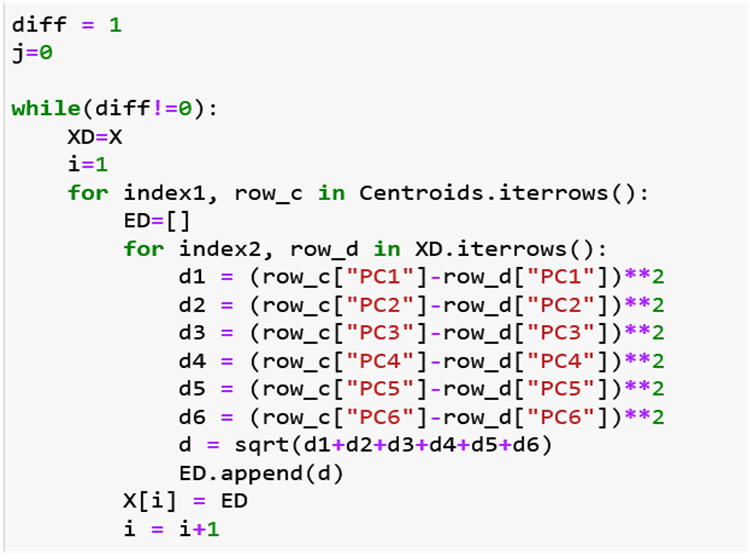 diff = 1
j=0
while(diff!=0):
    XD=X
    i=1
    for index1, row_c in Centroids.iterrows():
        ED=[]
        for index2, row_d in XD.iterrows():
            d1 = (row_c["PC1"]-row_d["PC1"])**2
            d2 = (row_c["PC2"]-row_d["PC2"])**2
            d3 = (row_c["PC3"]-row_d["PC3"])**2
            d4 = (row_c["PC4"]-row_d["PC4"])**2
            d5 = (row_c["PC5"]-row_d["PC5"])**2
            d6 = (row_c["PC6"]-row_d["PC6"])**2
            d = sqrt(d1+d2+d3+d4+d5+d6)
            ED.append(d)
        X[i] = ED
        i = i+1